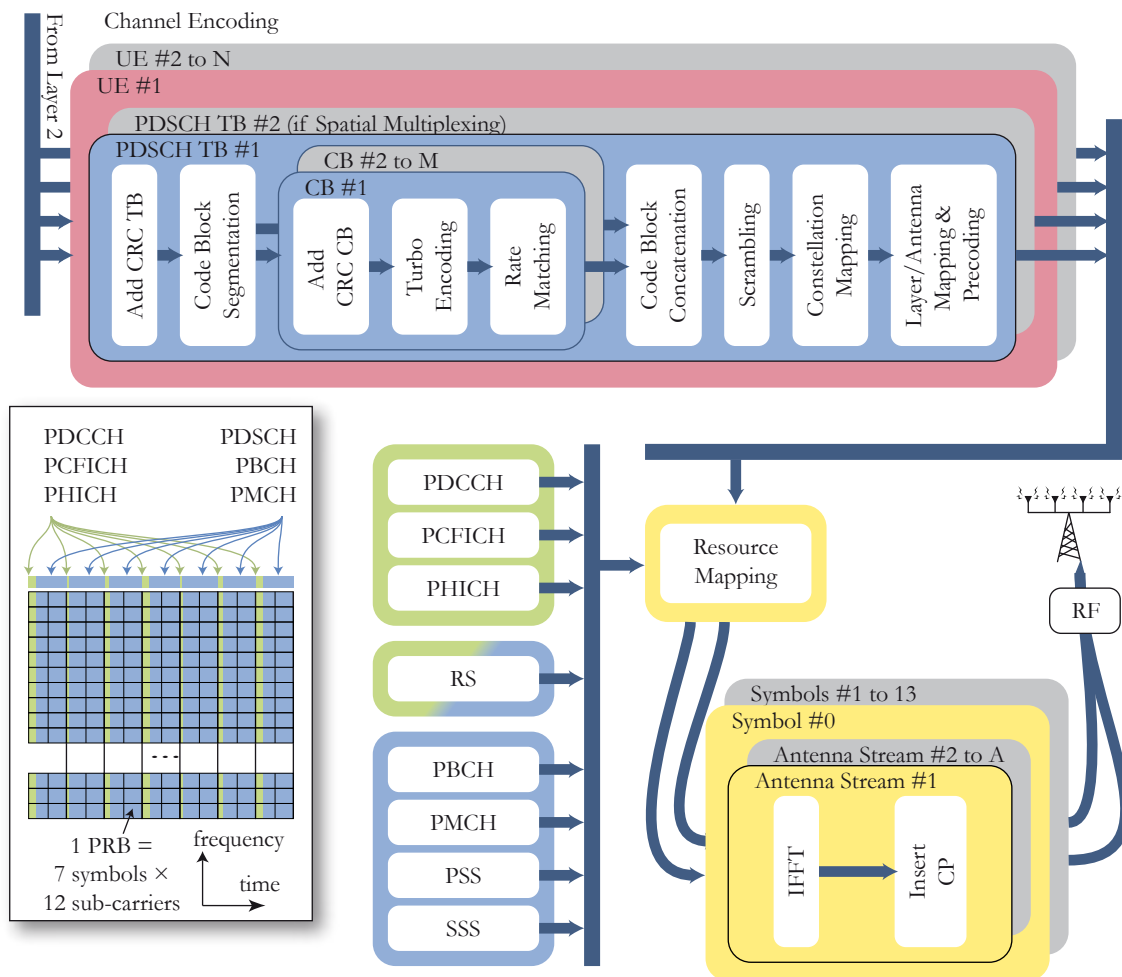 Channel Encoding
From Layer 2
UE #2 to N
UE #1
PDSCH TB #2 (if Spatial Multiplexing)
PDSCH TB #1
CB #2 to M
CB #1
Add CRC TB
Code Block
Segmentation
Add
CRC CB
Turbo
Encoding
Rate
Matching
Code Block
Concatenation
Scrambling
Constellation
Mapping
Layer/Antenna
Mapping &
Precoding
PDCCH
PCFICH
PHICH
PDSCH
PBCH
PMCH
- - -
1 PRB =
7 symbols ×
12 sub-carriers
frequency
time
PDCCH
PCFICH
PHICH
RS
PBCH
PMCH
PSS
SSS
Resource
Mapping
RF
Symbols #1 to 13
Symbol #0
Antenna Stream #2 to A
Antenna Stream #1
IFFT
Insert
CP